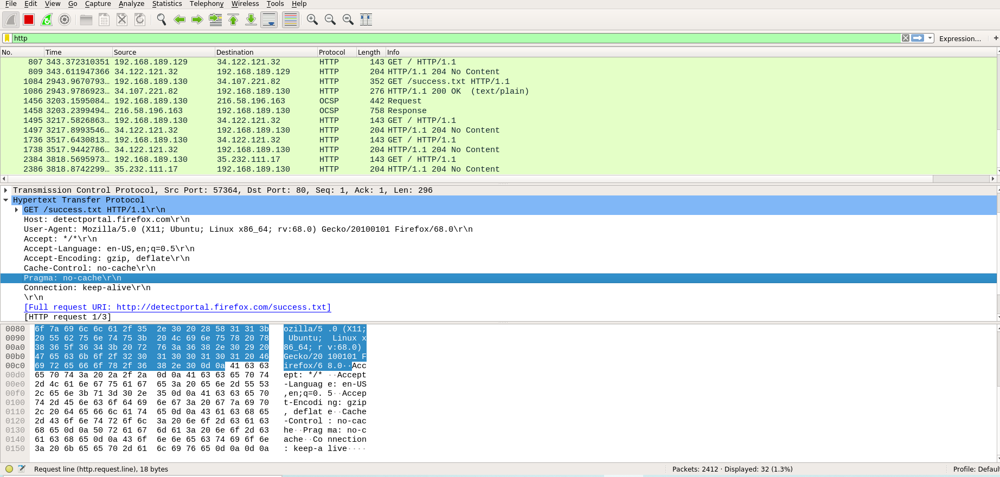 File Edit View Go Capture Analyze Statistics Telephony Wireless Tools Help
http Expression… +
No. Time Source Destination Protocol Length Info
807 343.372310351 192.168.189.129 34.122.121.32 HTTP 143 GET / HTTP/1.1
809 343.611947366 34.122.121.32 192.168.189.129 HTTP 204 HTTP/1.1 204 No Content
1084 2943.9670793… 192.168.189.130 34.107.221.82 HTTP 352 GET /success.txt HTTP/1.1
1086 2943.9786923… 34.107.221.82 192.168.189.130 HTTP 276 HTTP/1.1 200 OK (text/plain)
1456 3203.1595084… 192.168.189.130 216.58.196.163 OCSP 442 Request
1458 3203.2399494… 216.58.196.163 192.168.189.130 OCSP 758 Response
1495 3217.5826863… 192.168.189.130 34.122.121.32 HTTP 143 GET / HTTP/1.1
1497 3217.8993546… 34.122.121.32 192.168.189.130 HTTP 204 HTTP/1.1 204 No Content
1736 3517.6430813… 192.168.189.130 34.122.121.32 HTTP 143 GET / HTTP/1.1
1738 3517.9442786… 34.122.121.32 192.168.189.130 HTTP 204 HTTP/1.1 204 No Content
2384 3818.5695973… 192.168.189.130 35.232.111.17 HTTP 143 GET / HTTP/1.1
2386 3818.8742299… 35.232.111.17 192.168.189.130 HTTP 204 HTTP/1.1 204 No Content
Transmission Control Protocol, Src Port: 57364, Dst Port: 80, Seq: 1, Ack: 1, Len: 296
Hypertext Transfer Protocol
GET /success.txt HTTP/1.1\r\n
Host: detectportal.firefox.com\r\n
User-Agent: Mozilla/5.0 (X11; Ubuntu; Linux x86_64; rv:68.0) Gecko/20100101 Firefox/68.0\r\n
Accept: */*\r\n
Accept-Language: en-US,en;q=0.5\r\n
Accept-Encoding: gzip, deflate\r\n
Cache-Control: no-cache\r\n
Pragma: no-cache\r\n
Connection: keep-alive\r\n
\r\n
[Full request URI: http://detectportal.firefox.com/success.txt]
[HTTP request 1/3]
0080 6f 7a 69 6c 6c 61 2f 35 2e 30 20 28 58 31 31 3b ozilla/5 .0 (X11;
0090 20 55 62 75 6e 74 75 3b 20 4c 69 6e 75 78 20 78 Ubuntu; Linux x
00a0 38 36 5f 36 34 3b 20 72 76 3a 36 38 2e 30 29 20 86_64; r v:68.0)
00b0 47 65 63 6b 6f 2f 32 30 31 30 30 31 30 31 20 46 Gecko/20 100101 F
00c0 69 72 65 66 6f 78 2f 36 38 2e 30 0d 0a 41 63 63 irefox/6 8.0··Acc
00d0 65 70 74 3a 20 2a 2f 2a 0d 0a 41 63 63 65 70 74 ept: */* ··Accept
00e0 2d 4c 61 6e 67 75 61 67 65 3a 20 65 6e 2d 55 53 -Languag e: en-US
00f0 2c 65 6e 3b 71 3d 30 2e 35 0d 0a 41 63 63 65 70 ,en;q=0. 5··Accep
0100 74 2d 45 6e 63 6f 64 69 6e 67 3a 20 67 7a 69 70 t-Encodi ng: gzip
0110 2c 20 64 65 66 6c 61 74 65 0d 0a 43 61 63 68 65 , deflat e··Cache
0120 2d 43 6f 6e 74 72 6f 6c 3a 20 6e 6f 2d 63 61 63 -Control : no-cac
0130 68 65 0d 0a 50 72 61 67 6d 61 3a 20 6e 6f 2d 63 he··Prag ma: no-c
0140 61 63 68 65 0d 0a 43 6f 6e 6e 65 63 74 69 6f 6e ache··Co nnection
0150 3a 20 6b 65 65 70 2d 61 6c 69 76 65 0d 0a 0d 0a : keep-a live····
Request line (http.request.line), 18 bytes Packets: 2412 · Displayed: 32 (1.3%) Profile: Defaul